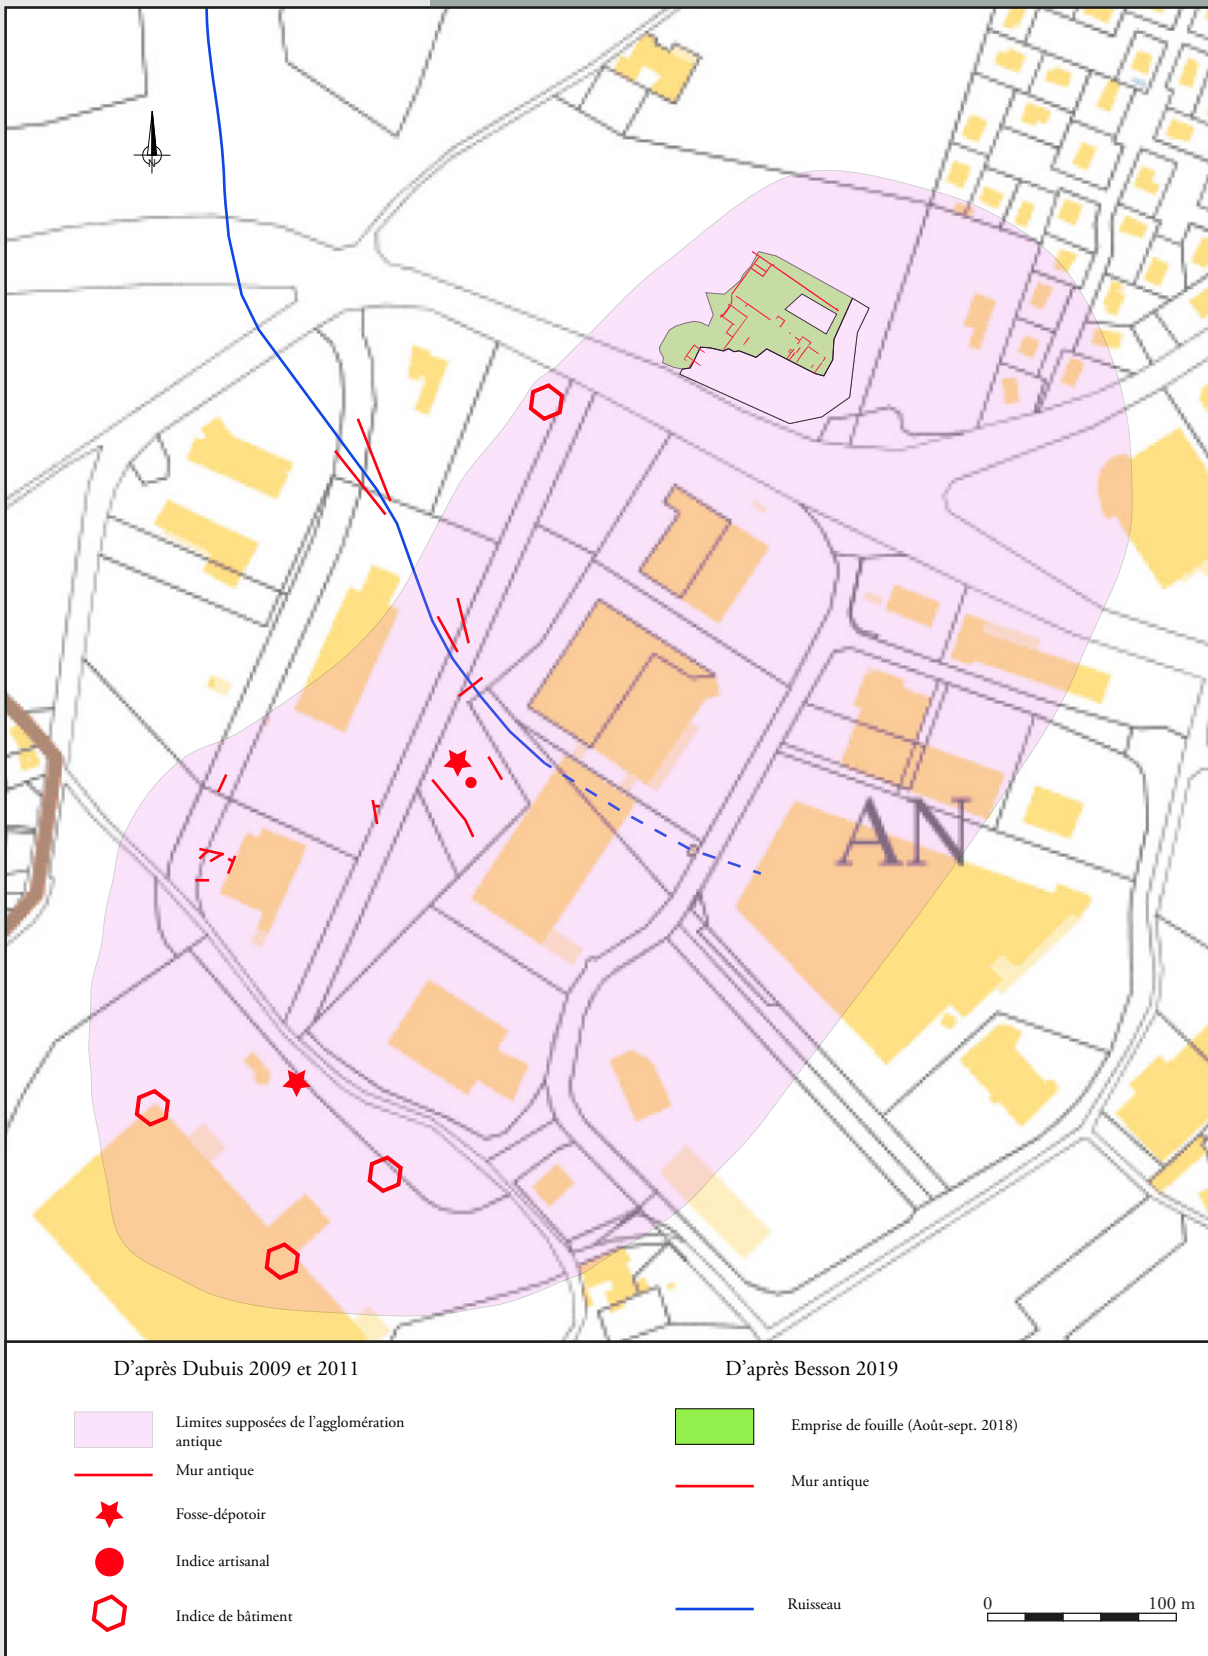 N
AN
D'après Dubuis 2009 et 2011
Limites supposées de l'agglomération
antique
Mur antique
Fosse-dépotoir
Indice artisanal
Indice de bâtiment
D'après Besson 2019
Emprise de fouille (Août-sept. 2018)
Mur antique
Ruisseau
0 100 m